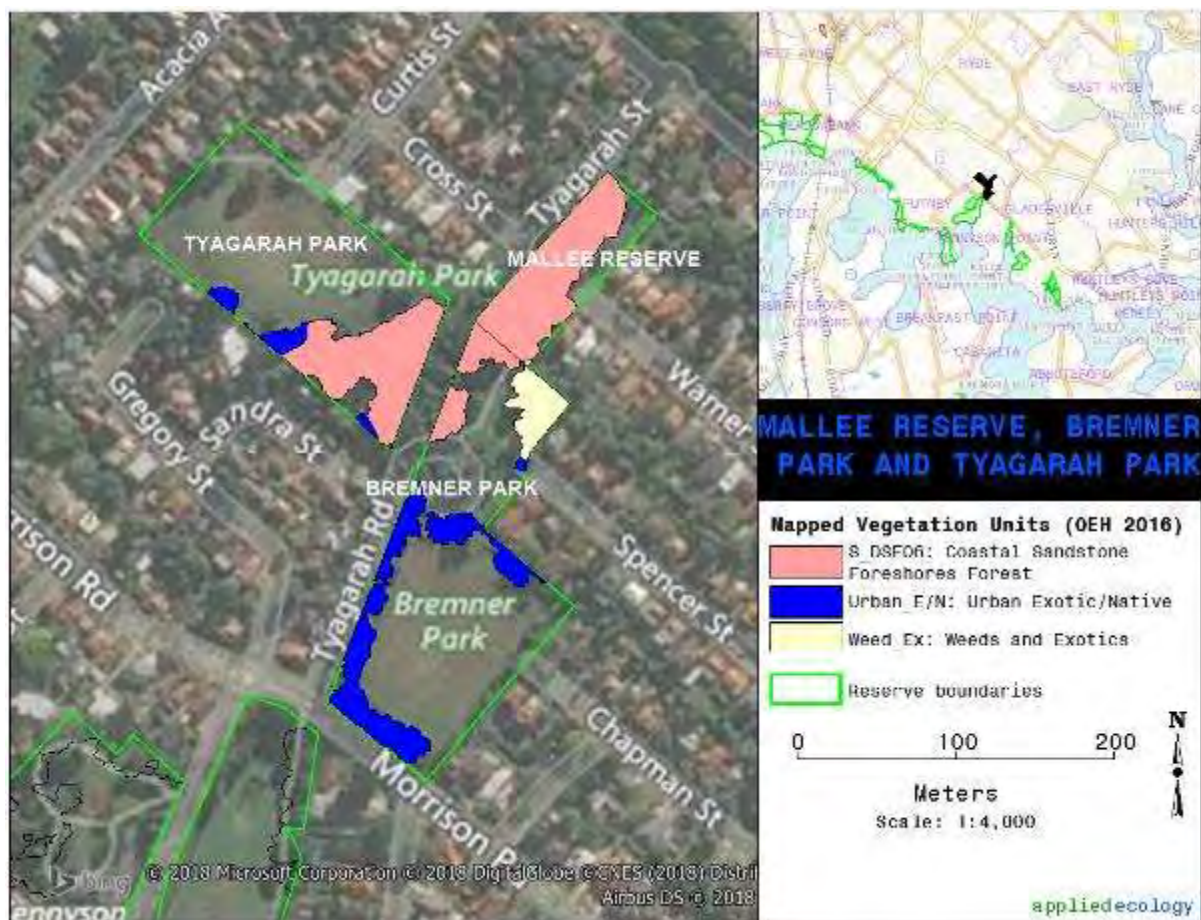 Acacia A
Curtis St
Cross St
Tyagarah St
TYAGARAH PARK
Tyagarah Park
MALLEE RESERVE
Warner
Gregory St
Sandra St
BREMNER PARK
rrison Rd
Tyagarah Rd
Spencer St
Bremner
Park
Chapman St
Morrison R
© 2018 Microsoft Corporation © 2018 DigitalGlobe ©CNES (2018) Distri
Airbus DS © 2018
bing
ennyson
RYDE
EAST RYDE
PUTNEY
GLADESVILLE
BREAKFAST POINT
CABARITA
ABBOTSFORD
MALLEE RESERVE, BREMNER
PARK AND TYAGARAH PARK
Mapped Vegetation Units (OEH 2016)
S_DSF06: Coastal Sandstone
Foreshores Forest
Urban_E/N: Urban Exotic/Native
Weed_Ex: Weeds and Exotics
Reserve boundaries
N
0 100 200
Meters
Scale: 1:4,000
appliedecology